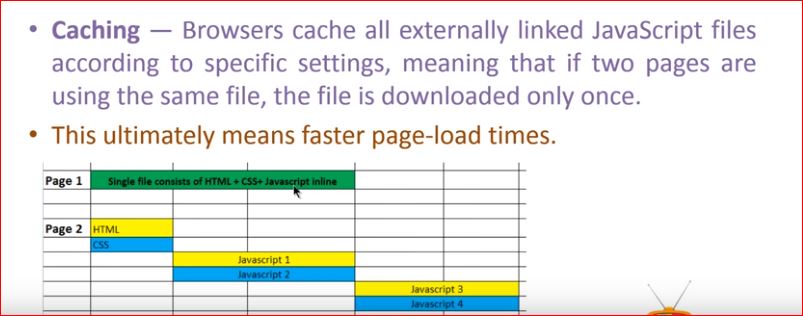 • Caching — Browsers cache all externally linked JavaScript files
according to specific settings, meaning that if two pages are
using the same file, the file is downloaded only once.
• This ultimately means faster page-load times.
Page 1 Single file consists of HTML + CSS+ Javascript inline
Page 2 HTML
CSS
Javascript 1
Javascript 2
Javascript 3
Javascript 4